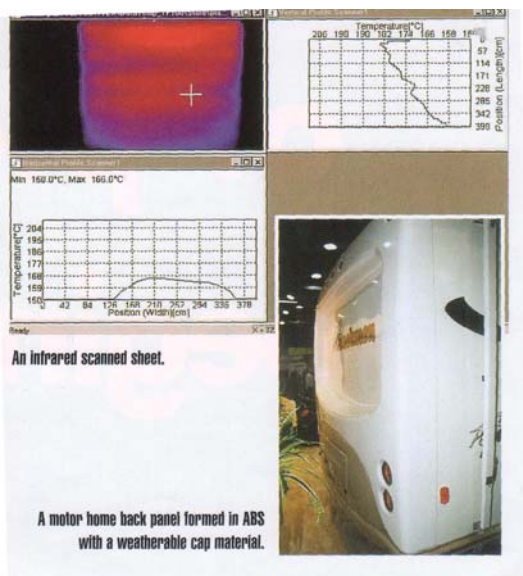 Temperature[°C]
206 198 190 182 174 166 158
0
57
114
171
228
285
342
399
Position (Length)[cm]
Min 150.0°C, Max 166.0°C
Temperature[°C]
204
195
186
177
168
159
150
0 42 84 126 168 210 252 294 336 378
Position (Width)[cm]
Ready
An infrared scanned sheet.
A motor home back panel formed in ABS
with a weatherable cap material.